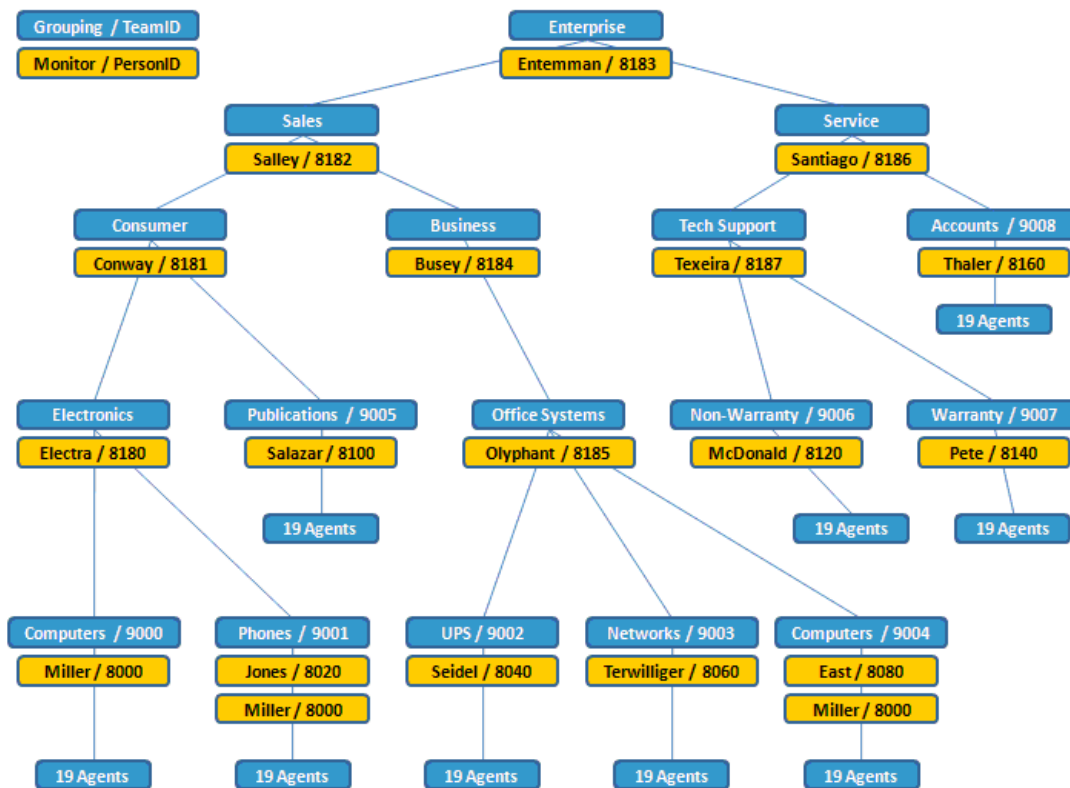 Grouping / TeamID
Enterprise
Monitor / PersonID
Entemman / 8183
Sales
Service
Salley / 8182
Santiago / 8186
Consumer
Business
Tech Support
Accounts / 9008
Conway / 8181
Busey / 8184
Texeira / 8187
Thaler / 8160
19 Agents
Electronics
Publications / 9005
Office Systems
Non-Warranty / 9006
Warranty / 9007
Electra / 8180
Salazar / 8100
Olyphant / 8185
McDonald / 8120
Pete / 8140
19 Agents
19 Agents
19 Agents
Computers / 9000
Phones / 9001
UPS / 9002
Networks / 9003
Computers / 9004
Miller / 8000
Jones / 8020
Seidel / 8040
Terwilliger / 8060
East / 8080
Miller / 8000
Miller / 8000
19 Agents
19 Agents
19 Agents
19 Agents
19 Agents